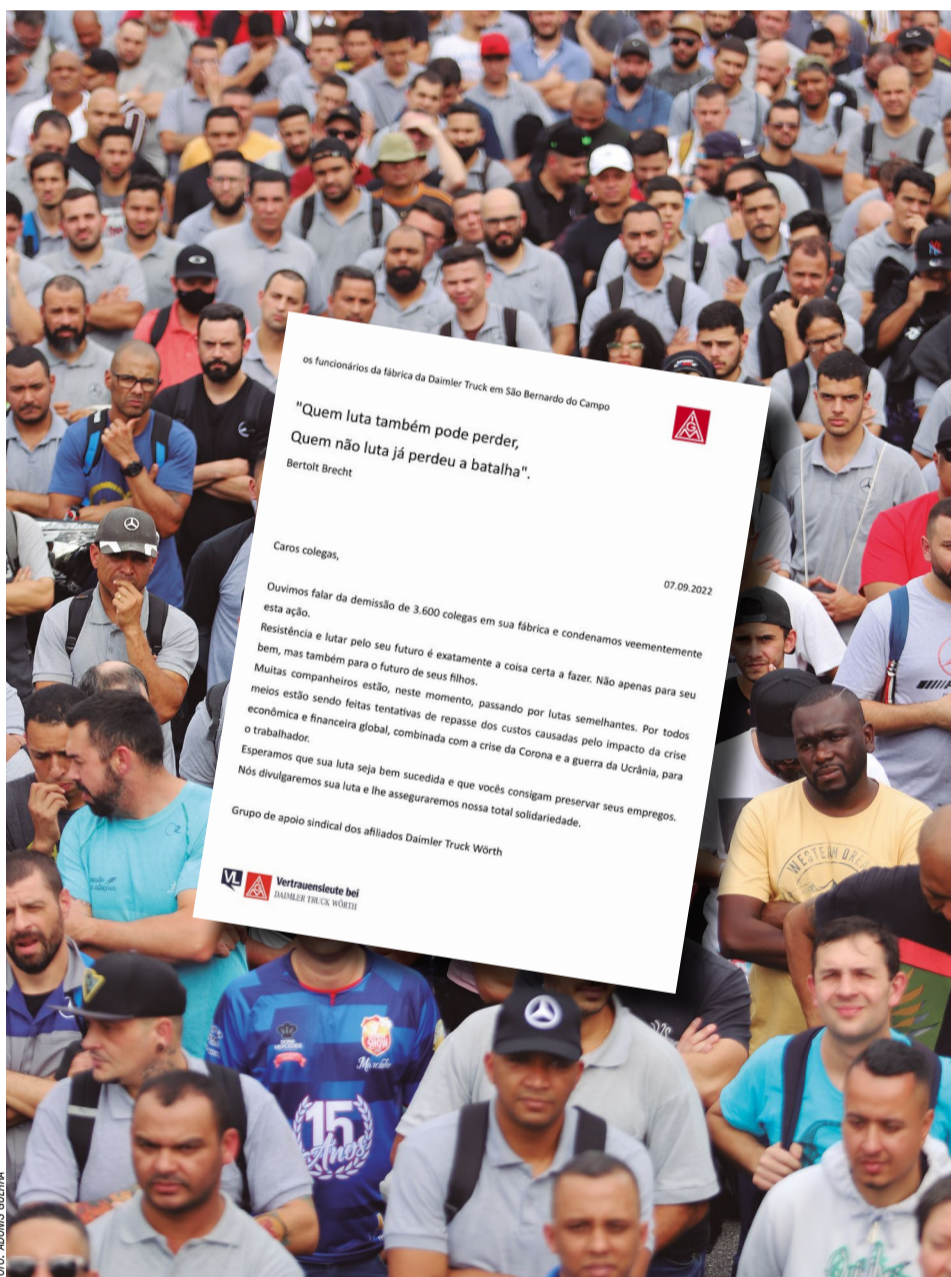 os funcionários da fábrica da Daimler Truck em São Bernardo do Campo
IGM
"Quem luta também pode perder,
Quem não luta já perdeu a batalha".
Bertolt Brecht
Caros colegas,
07.09.2022
Ouvimos falar da demissão de 3.600 colegas em sua fábrica e condenamos veementemente
esta ação.
Resistência e lutar pelo seu futuro é exatamente a coisa certa a fazer. Não apenas para seu
bem, mas também para o futuro de seus filhos.
Muitas companheiros estão, neste momento, passando por lutas semelhantes. Por todos
meios estão sendo feitas tentativas de repasse dos custos causadas pelo impacto da crise
econômica e financeira global, combinada com a crise da Corona e a guerra da Ucrânia, para
o trabalhador.
Esperamos que sua luta seja bem sucedida e que vocês consigam preservar seus empregos.
Nós divulgaremos sua luta e lhe asseguraremos nossa total solidariedade.
Grupo de apoio sindical dos afiliados Daimler Truck Wörth
VL
Vertrauensleute bei
DAIMLER TRUCK WÖRTH
WESTERN
SHOW
15
Anos
ADONIS GUERRA